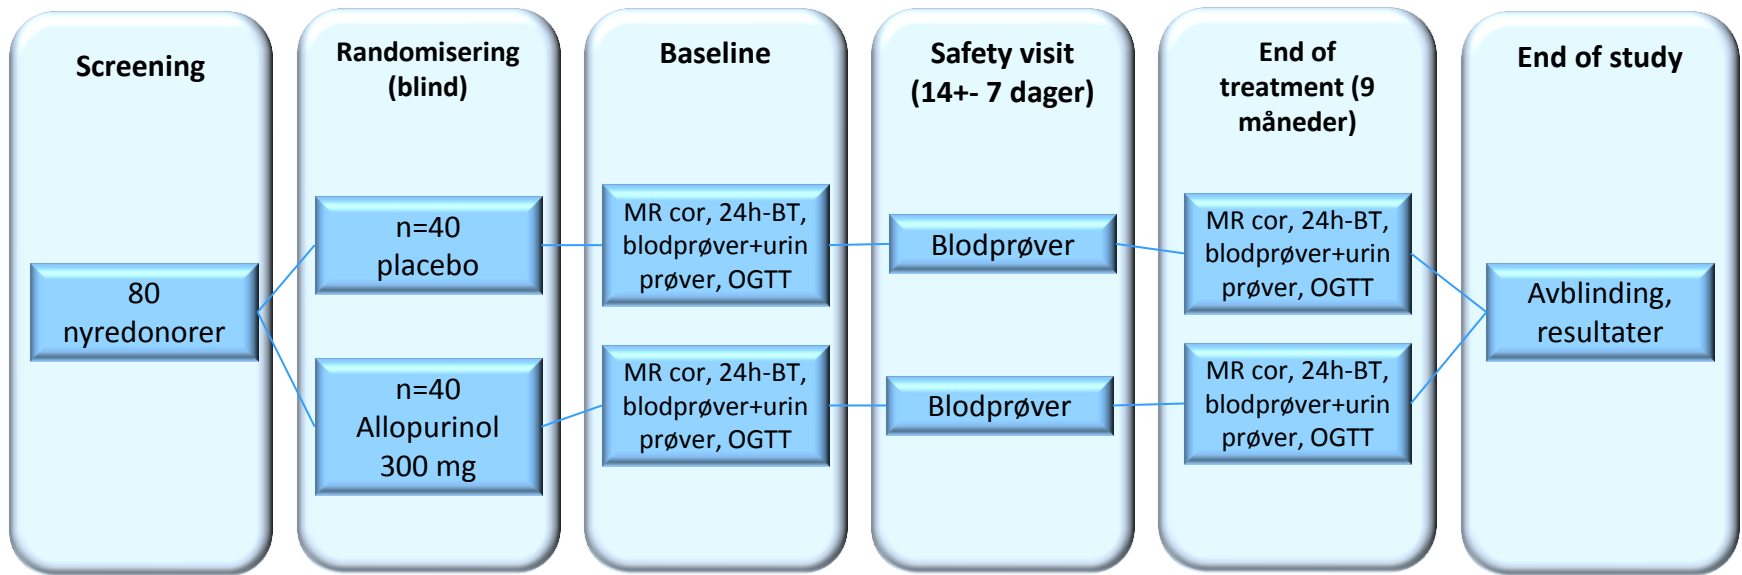 Screening
80
nyredonorer
Randomisering
(blind)
n=40
placebo
n=40
Allopurinol
300 mg
Baseline
MR cor, 24h-BT,
blodprøver+urin
prøver, OGTT
MR cor, 24h-BT,
blodprøver+urin
prøver, OGTT
Safety visit
(14+- 7 dager)
Blodprøver
Blodprøver
End of
treatment (9
måneder)
MR cor, 24h-BT,
blodprøver+urin
prøver, OGTT
MR cor, 24h-BT,
blodprøver+urin
prøver, OGTT
End of study
Avblinding,
resultater